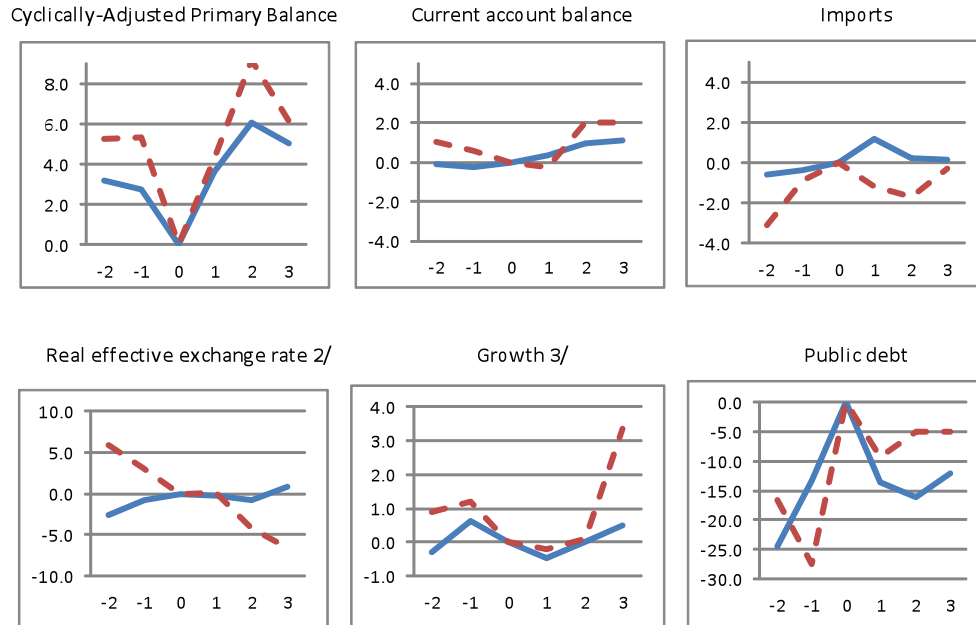 Cyclically-Adjusted Primary Balance
8.0
6.0
4.0
2.0
0.0
-2 -1 0 1 2 3
Current account balance
4.0
2.0
0.0
-2.0
-4.0
-2 -1 0 1 2 3
Imports
4.0
2.0
0.0
-2.0
-4.0
-2 -1 0 1 2 3
Real effective exchange rate 2/
10.0
5.0
0.0
-5.0
-10.0
-2 -1 0 1 2 3
Growth 3/
4.0
3.0
2.0
1.0
0.0
-1.0
-2 -1 0 1 2 3
Public debt
0.0
-5.0
-10.0
-15.0
-20.0
-25.0
-30.0
-2 -1 0 1 2 3